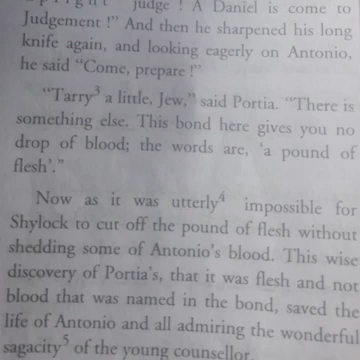 judge ! A Daniel is come to
Judgement !" And then he sharpened his long
knife again, and looking eagerly on Antonio,
he said "Come, prepare !"
"Tarry³ a little, Jew," said Portia. "There is
something else. This bond here gives you no
drop of blood; the words are, 'a pound of
flesh'."
Now as it was utterly⁴ impossible for
Shylock to cut off the pound of flesh without
shedding some of Antonio's blood. This wise
discovery of Portia's, that it was flesh and not
blood that was named in the bond, saved the
life of Antonio and all admiring the wonderful
sagacity⁵ of the young counsellor.